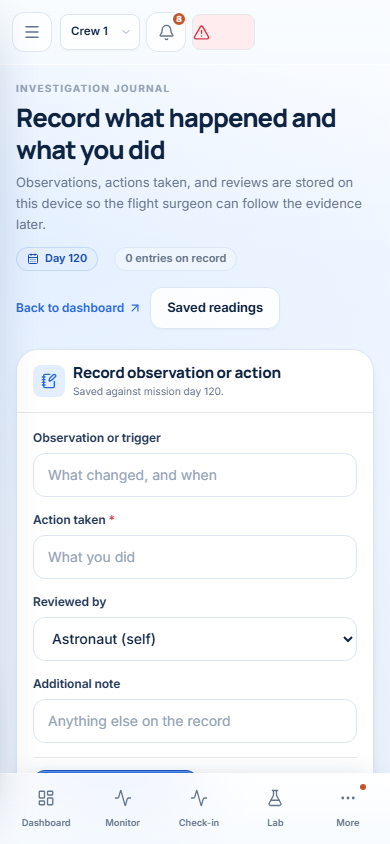 Crew 1
8
INVESTIGATION JOURNAL
Record what happened and
what you did
Observations, actions taken, and reviews are stored on
this device so the flight surgeon can follow the evidence
later.
Day 120
0 entries on record
Back to dashboard
Saved readings
Record observation or action
Saved against mission day 120.
Observation or trigger
What changed, and when
Action taken *
What you did
Reviewed by
Astronaut (self)
Additional note
Anything else on the record
Dashboard
Monitor
Check-in
Lab
More